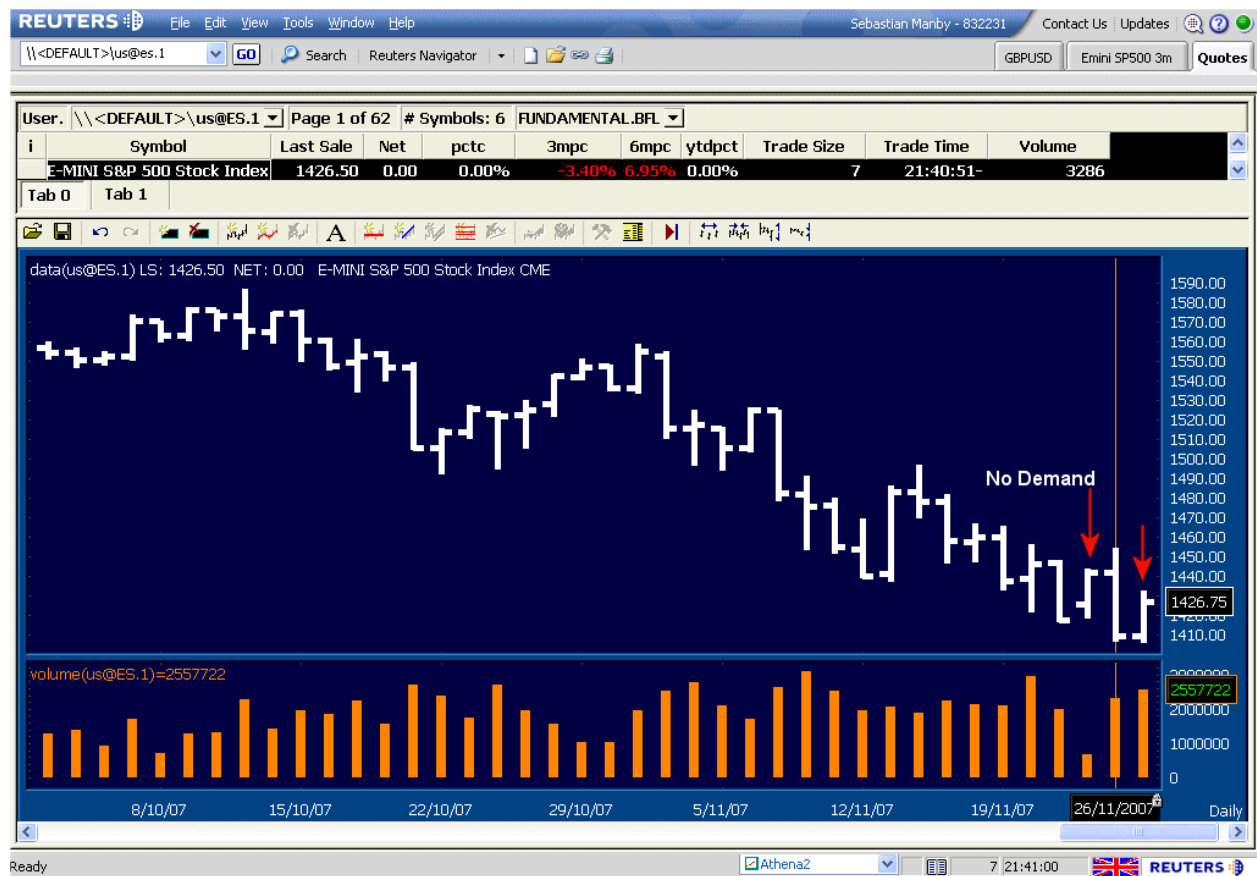 REUTERS File Edit View Tools Window Help Sebastian Manby - 832231 Contact Us Updates
\\<DEFAULT>\us@es.1 GO Search Reuters Navigator GBPUSD Emini SP500 3m Quotes
User. \\<DEFAULT>\us@ES.1 Page 1 of 62 # Symbols: 6 FUNDAMENTAL.BFL
i Symbol Last Sale Net pctc 3mpc 6mpc ytdpct Trade Size Trade Time Volume
E-MINI S&P 500 Stock Index 1426.50 0.00 0.00% -3.40% 6.95% 0.00% 7 21:40:51- 3286
Tab 0 Tab 1
A
data(us@ES.1) LS: 1426.50 NET: 0.00 E-MINI S&P 500 Stock Index CME
1590.00
1580.00
1570.00
1560.00
1550.00
1540.00
1530.00
1520.00
1510.00
1500.00
No Demand
1490.00
1480.00
1470.00
1460.00
1450.00
1440.00
1426.75
1410.00
volume(us@ES.1)=2557722
2557722
2000000
1000000
0
8/10/07 15/10/07 22/10/07 29/10/07 5/11/07 12/11/07 19/11/07 26/11/2007 Daily
Ready Athena2 7 21:41:00 REUTERS